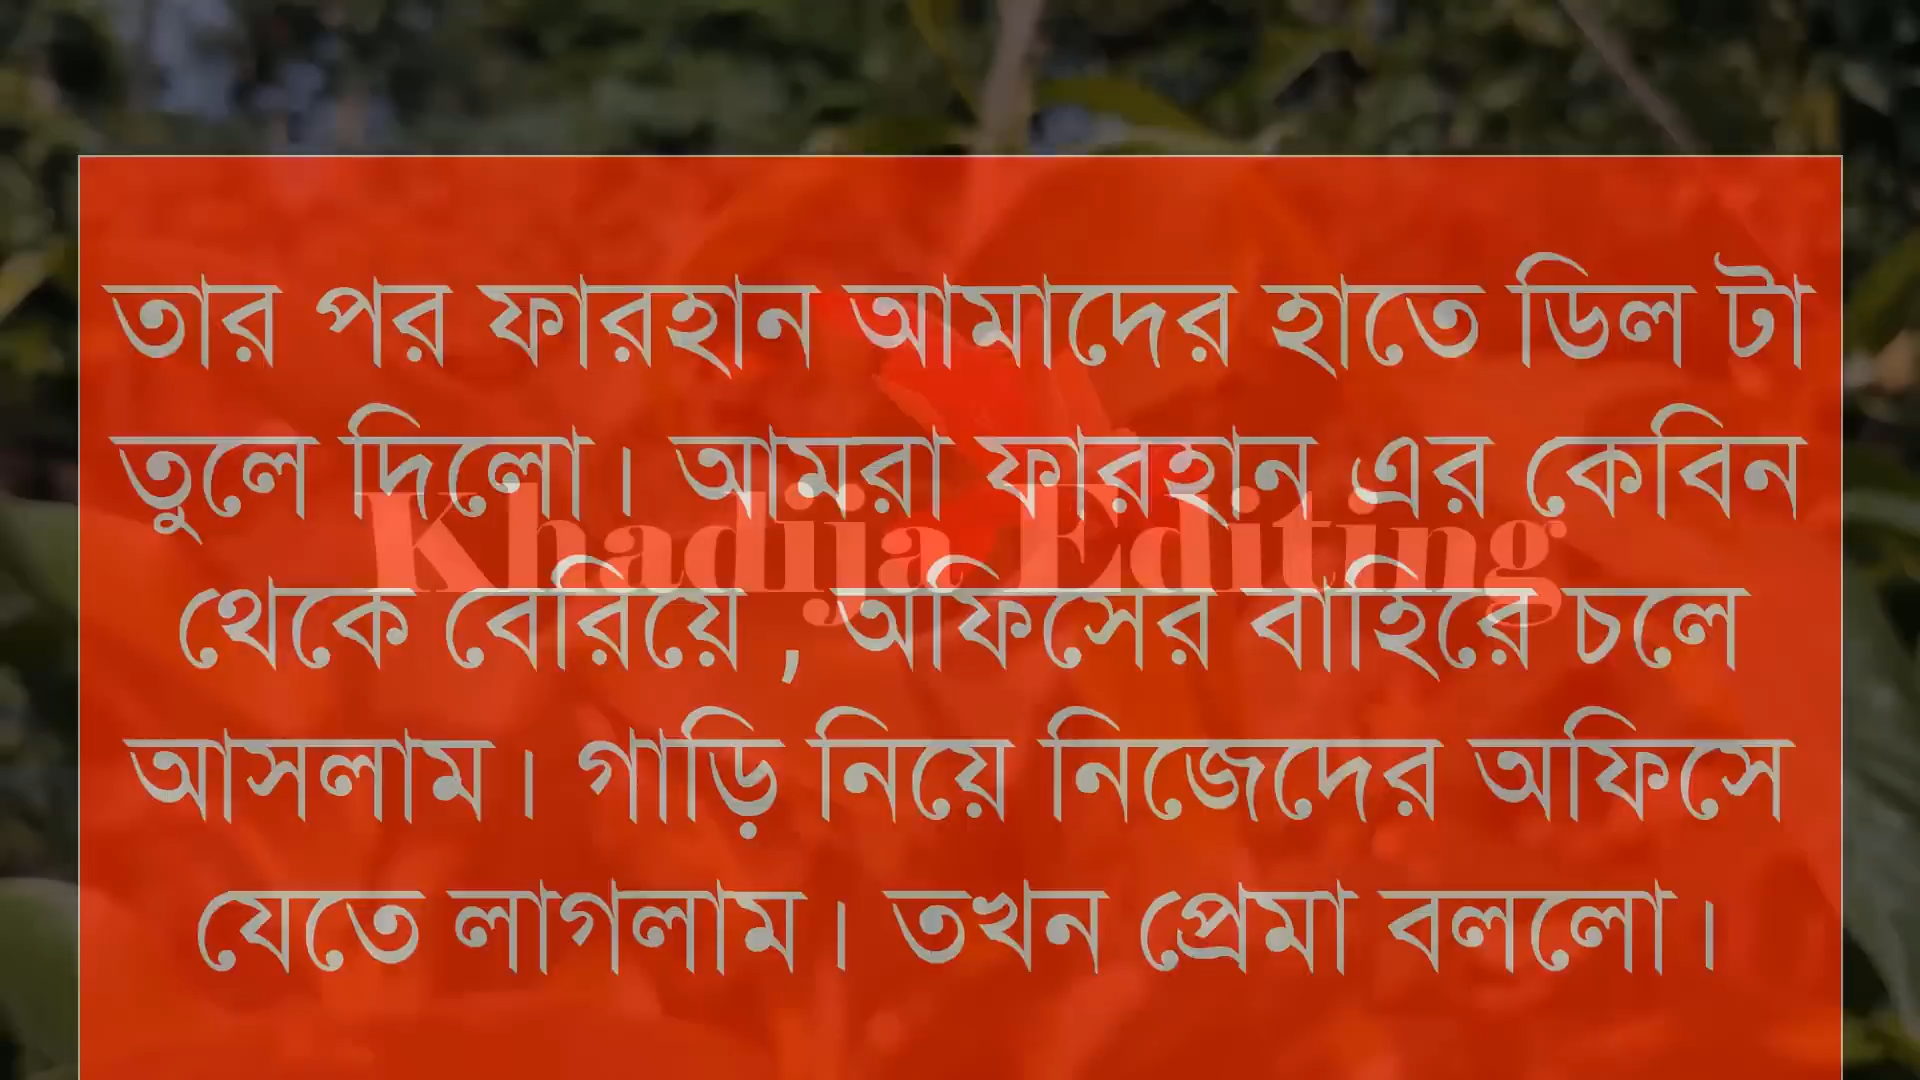 তার পর ফারহান আমাদের হাতে ডিল টা
তুলে দিলো। আমরা ফারহান এর কেবিন
Khadija Editing
থেকে বেরিয়ে , অফিসের বাহিরে চলে
আসলাম। গাড়ি নিয়ে নিজেদের অফিসে
যেতে লাগলাম। তখন প্রেমা বললো।